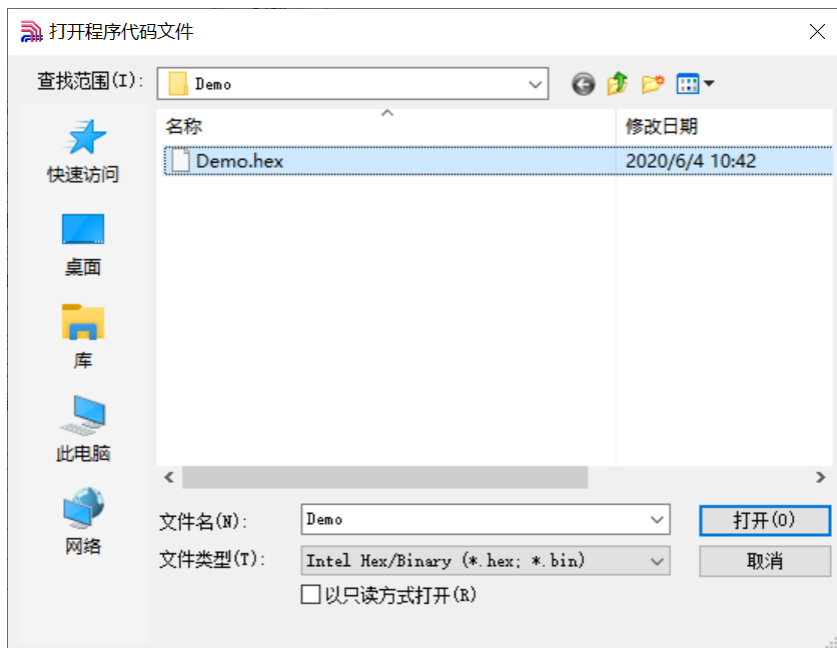 打开程序代码文件
查找范围(I): Demo
名称 修改日期
Demo.hex 2020/6/4 10:42
快速访问
桌面
库
此电脑
网络
文件名(N): Demo 打开(O)
文件类型(T): Intel Hex/Binary (*.hex; *.bin) 取消
以只读方式打开(R)